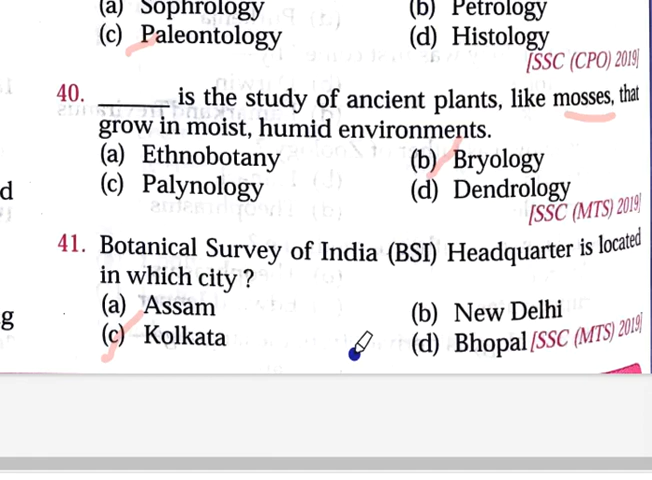 (a) Sophrology (b) Petrology
(c) Paleontology (d) Histology
[SSC (CPO) 2019]
40. ______ is the study of ancient plants, like mosses, that
grow in moist, humid environments.
(a) Ethnobotany (b) Bryology
(c) Palynology (d) Dendrology
[SSC (MTS) 2019]
41. Botanical Survey of India (BSI) Headquarter is located
in which city?
(a) Assam (b) New Delhi
(c) Kolkata (d) Bhopal [SSC (MTS) 2019]
d
g